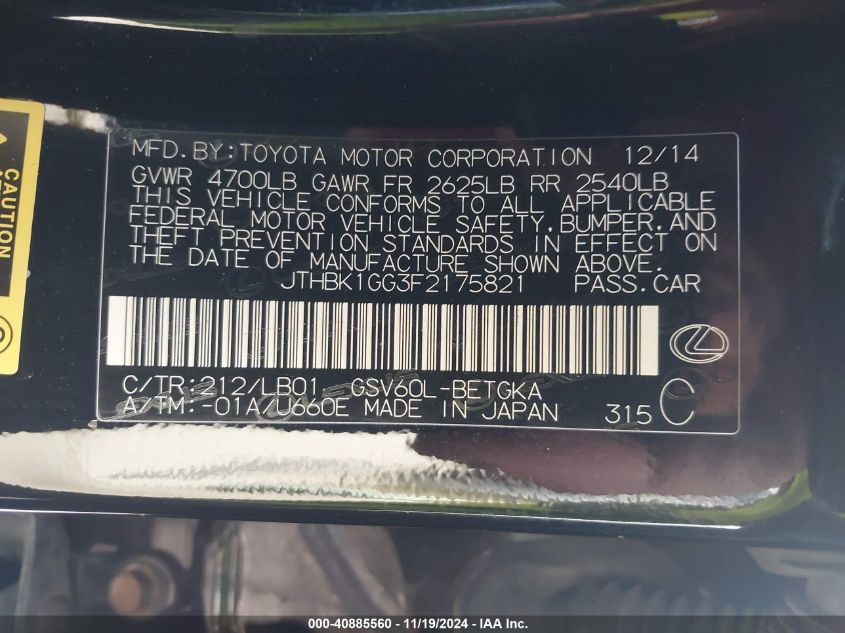 MFD.BY:TOYOTA MOTOR CORPORATION 12/14
GVWR 4700LB GAWR FR 2625LB RR 2540LB
THIS VEHICLE CONFORMS TO ALL APPLICABLE
FEDERAL MOTOR VEHICLE SAFETY,BUMPER,AND
THEFT PREVENTION STANDARDS IN EFFECT ON
THE DATE OF MANUFACTURE SHOWN ABOVE.
JTHBK1GG3F2175821 PASS.CAR
C/TR:212/LB01 GSV60L-BETGKA
A/TM:-01A/U660E MADE IN JAPAN 315 C
CAUTION
000-40885560 - 11/19/2024 - IAA Inc.